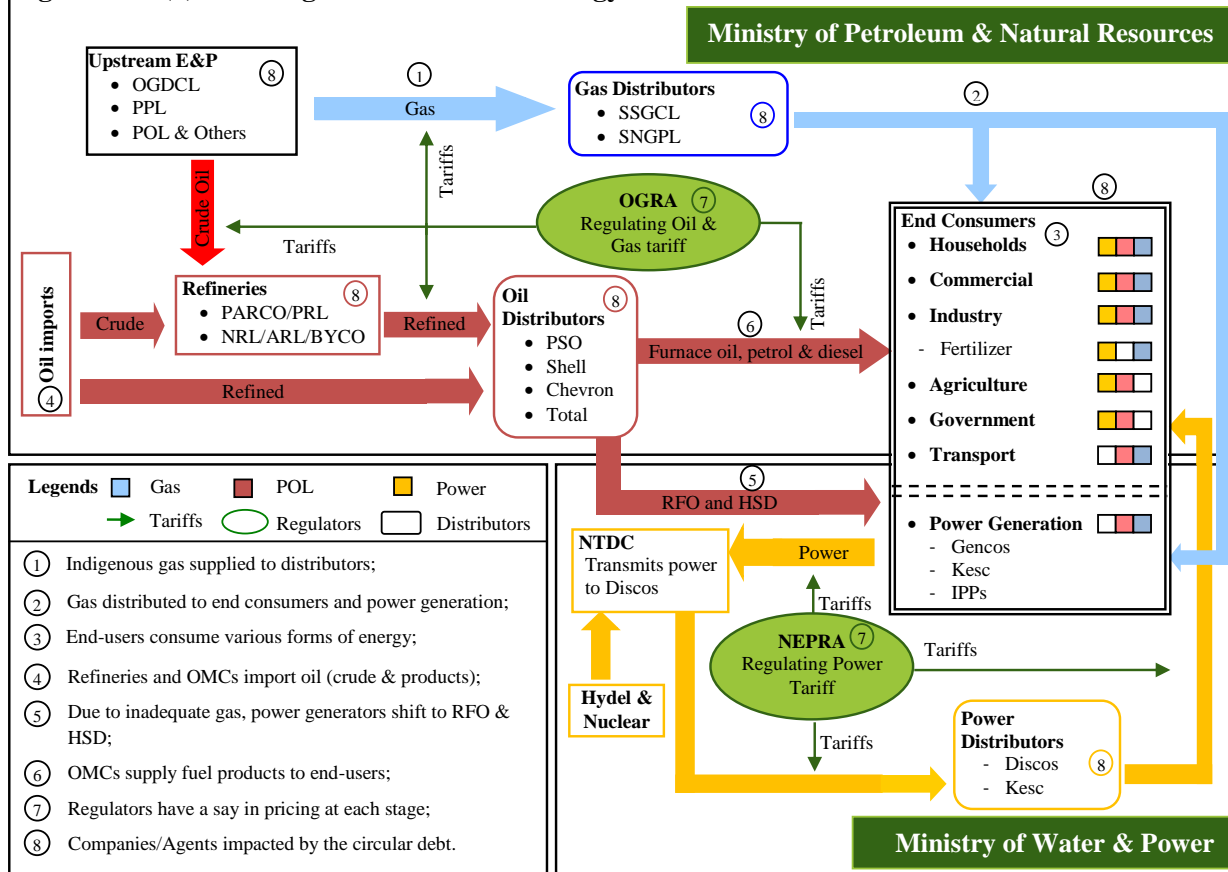 Ministry of Petroleum & Natural Resources
Upstream E&P
• OGDCL
• PPL
• POL & Others
8
1
Gas
Gas Distributors
• SSGCL
• SNGPL
8
2
Crude Oil
Tariffs
OGRA 7
Regulating Oil &
Gas tariff
Tariffs
Tariffs
8
End Consumers
3
• Households
• Commercial
• Industry
- Fertilizer
• Agriculture
• Government
• Transport
• Power Generation
- Gencos
- Kesc
- IPPs
Oil imports
4
Crude
Refineries
8
• PARCO/PRL
• NRL/ARL/BYCO
Refined
Oil
Distributors
8
• PSO
• Shell
• Chevron
• Total
6
Furnace oil, petrol & diesel
Refined
5
RFO and HSD
Legends Gas POL Power
Tariffs Regulators Distributors
1 Indigenous gas supplied to distributors;
2 Gas distributed to end consumers and power generation;
3 End-users consume various forms of energy;
4 Refineries and OMCs import oil (crude & products);
5 Due to inadequate gas, power generators shift to RFO &
HSD;
6 OMCs supply fuel products to end-users;
7 Regulators have a say in pricing at each stage;
8 Companies/Agents impacted by the circular debt.
NTDC
Transmits power
to Discos
Power
Tariffs
NEPRA 7
Regulating Power
Tariff
Tariffs
Hydel &
Nuclear
Tariffs
Power
Distributors
- Discos
- Kesc
8
Ministry of Water & Power